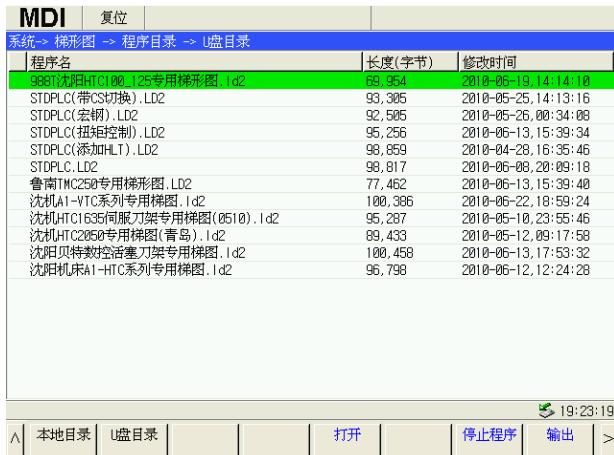 MDI 复位
系统-> 梯形图 -> 程序目录 -> U盘目录
程序名 长度(字节) 修改时间
988T沈阳HTC100_125专用梯形图.ld2 69,954 2010-06-19,14:14:10
STDPLC(带CS切换).LD2 93,305 2010-05-25,14:13:16
STDPLC(宏钢).LD2 92,505 2010-05-26,00:34:08
STDPLC(扭矩控制).LD2 95,256 2010-06-13,15:39:34
STDPLC(添加HLT).LD2 98,859 2010-04-28,16:35:46
STDPLC.LD2 98,817 2010-06-08,20:09:18
鲁南TMC250专用梯形图.LD2 77,462 2010-06-13,15:39:40
沈机A1-VTC系列专用梯图.ld2 100,386 2010-06-22,18:59:24
沈机HTC1635伺服刀架专用梯图(0510).ld2 95,287 2010-05-10,23:55:46
沈机HTC2050专用梯图(青岛).ld2 89,433 2010-05-12,09:17:58
沈阳贝特数控活塞刀架专用梯图.ld2 100,458 2010-06-13,17:53:32
沈阳机床A1-HTC系列专用梯图.ld2 96,798 2010-06-12,12:24:28
19:23:19
∧ 本地目录 U盘目录 打开 停止程序 输出 >